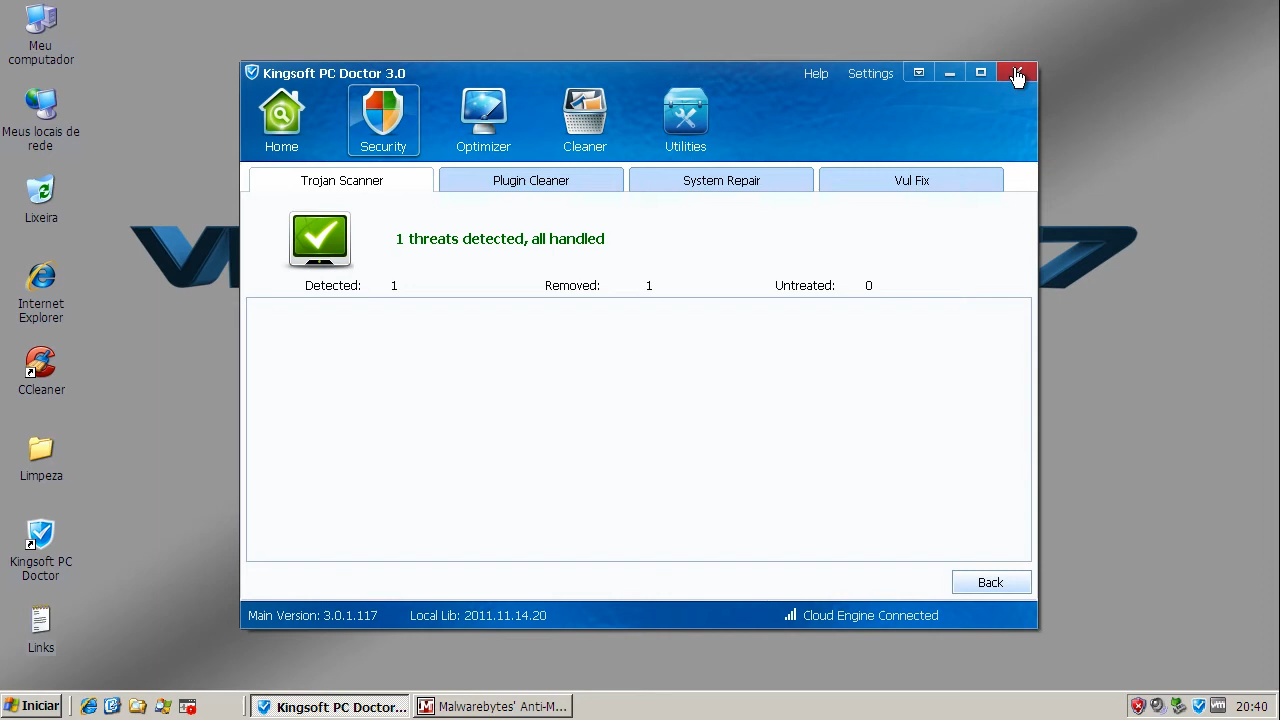 Meu
computador
Meus locais de
rede
Lixeira
Internet
Explorer
CCleaner
Limpeza
Kingsoft PC
Doctor
Links
Kingsoft PC Doctor 3.0
Help Settings
Home Security Optimizer Cleaner Utilities
Trojan Scanner Plugin Cleaner System Repair Vul Fix
1 threats detected, all handled
Detected: 1 Removed: 1 Untreated: 0
Back
Main Version: 3.0.1.117 Local Lib: 2011.11.14.20 Cloud Engine Connected
Iniciar Kingsoft PC Doctor... Malwarebytes' Anti-M... vm 20:40